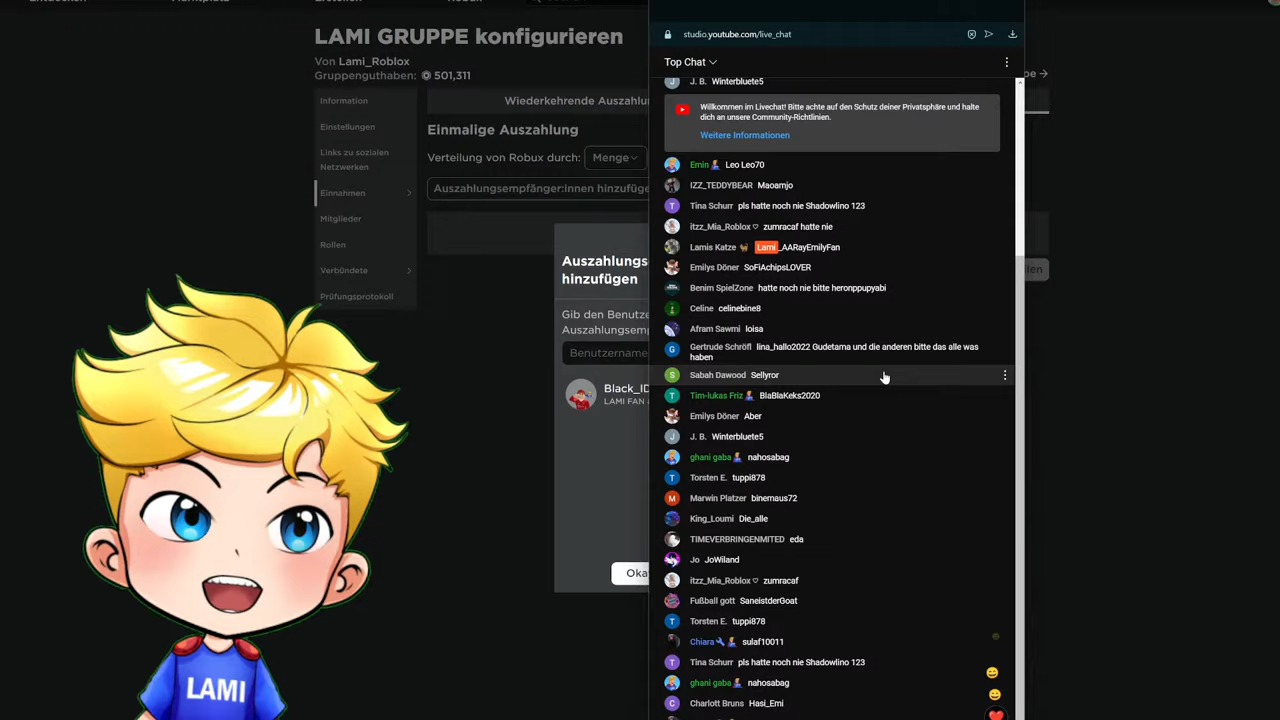 LAMI GRUPPE konfigurieren
Von Lami_Roblox
Gruppenguthaben: 501,311
Information
Einstellungen
Links zu sozialen
Netzwerken
Einnahmen
Mitglieder
Rollen
Verbündete
Prüfungsprotokoll
Wiederkehrende Auszahlu
Einmalige Auszahlung
Verteilung von Robux durch: Menge
Auszahlungsempfänger:innen hinzufüge
Auszahlungs
hinzufügen
Gib den Benutze
Auszahlungsemp
Benutzername
Black_ID
LAMI FAN a
Oka
LAMI
studio.youtube.com/live_chat
Top Chat
J. B. Winterbluete5
Willkommen im Livechat! Bitte achte auf den Schutz deiner Privatsphäre und halte
dich an unsere Community-Richtlinien.
Weitere Informationen
Emin Leo Leo70
IZZ_TEDDYBEAR Maoamjo
Tina Schurr pls hatte noch nie Shadowlino 123
itzz_Mia_Roblox ♡ zumracaf hatte nie
Lamis Katze Lami_AARayEmilyFan
Emilys Döner SoFiAchipsLOVER
Benim SpielZone hatte noch nie bitte heronppupyabi
Celine celinebine8
Afram Sawmi loisa
Gertrude Schröfl lina_hallo2022 Gudetama und die anderen bitte das alle was
haben
Sabah Dawood Sellyror
Tim-lukas Friz BlaBlaKeks2020
Emilys Döner Aber
J. B. Winterbluete5
ghani gaba nahosabag
Torsten E. tuppi878
Marwin Platzer binemaus72
King_Loumi Die_alle
TIMEVERBRINGENMITED eda
Jo JoWiland
itzz_Mia_Roblox ♡ zumracaf
Fußball gott SaneistderGoat
Torsten E. tuppi878
Chiara sulaf10011
Tina Schurr pls hatte noch nie Shadowlino 123
ghani gaba nahosabag
Charlott Bruns Hasi_Emi